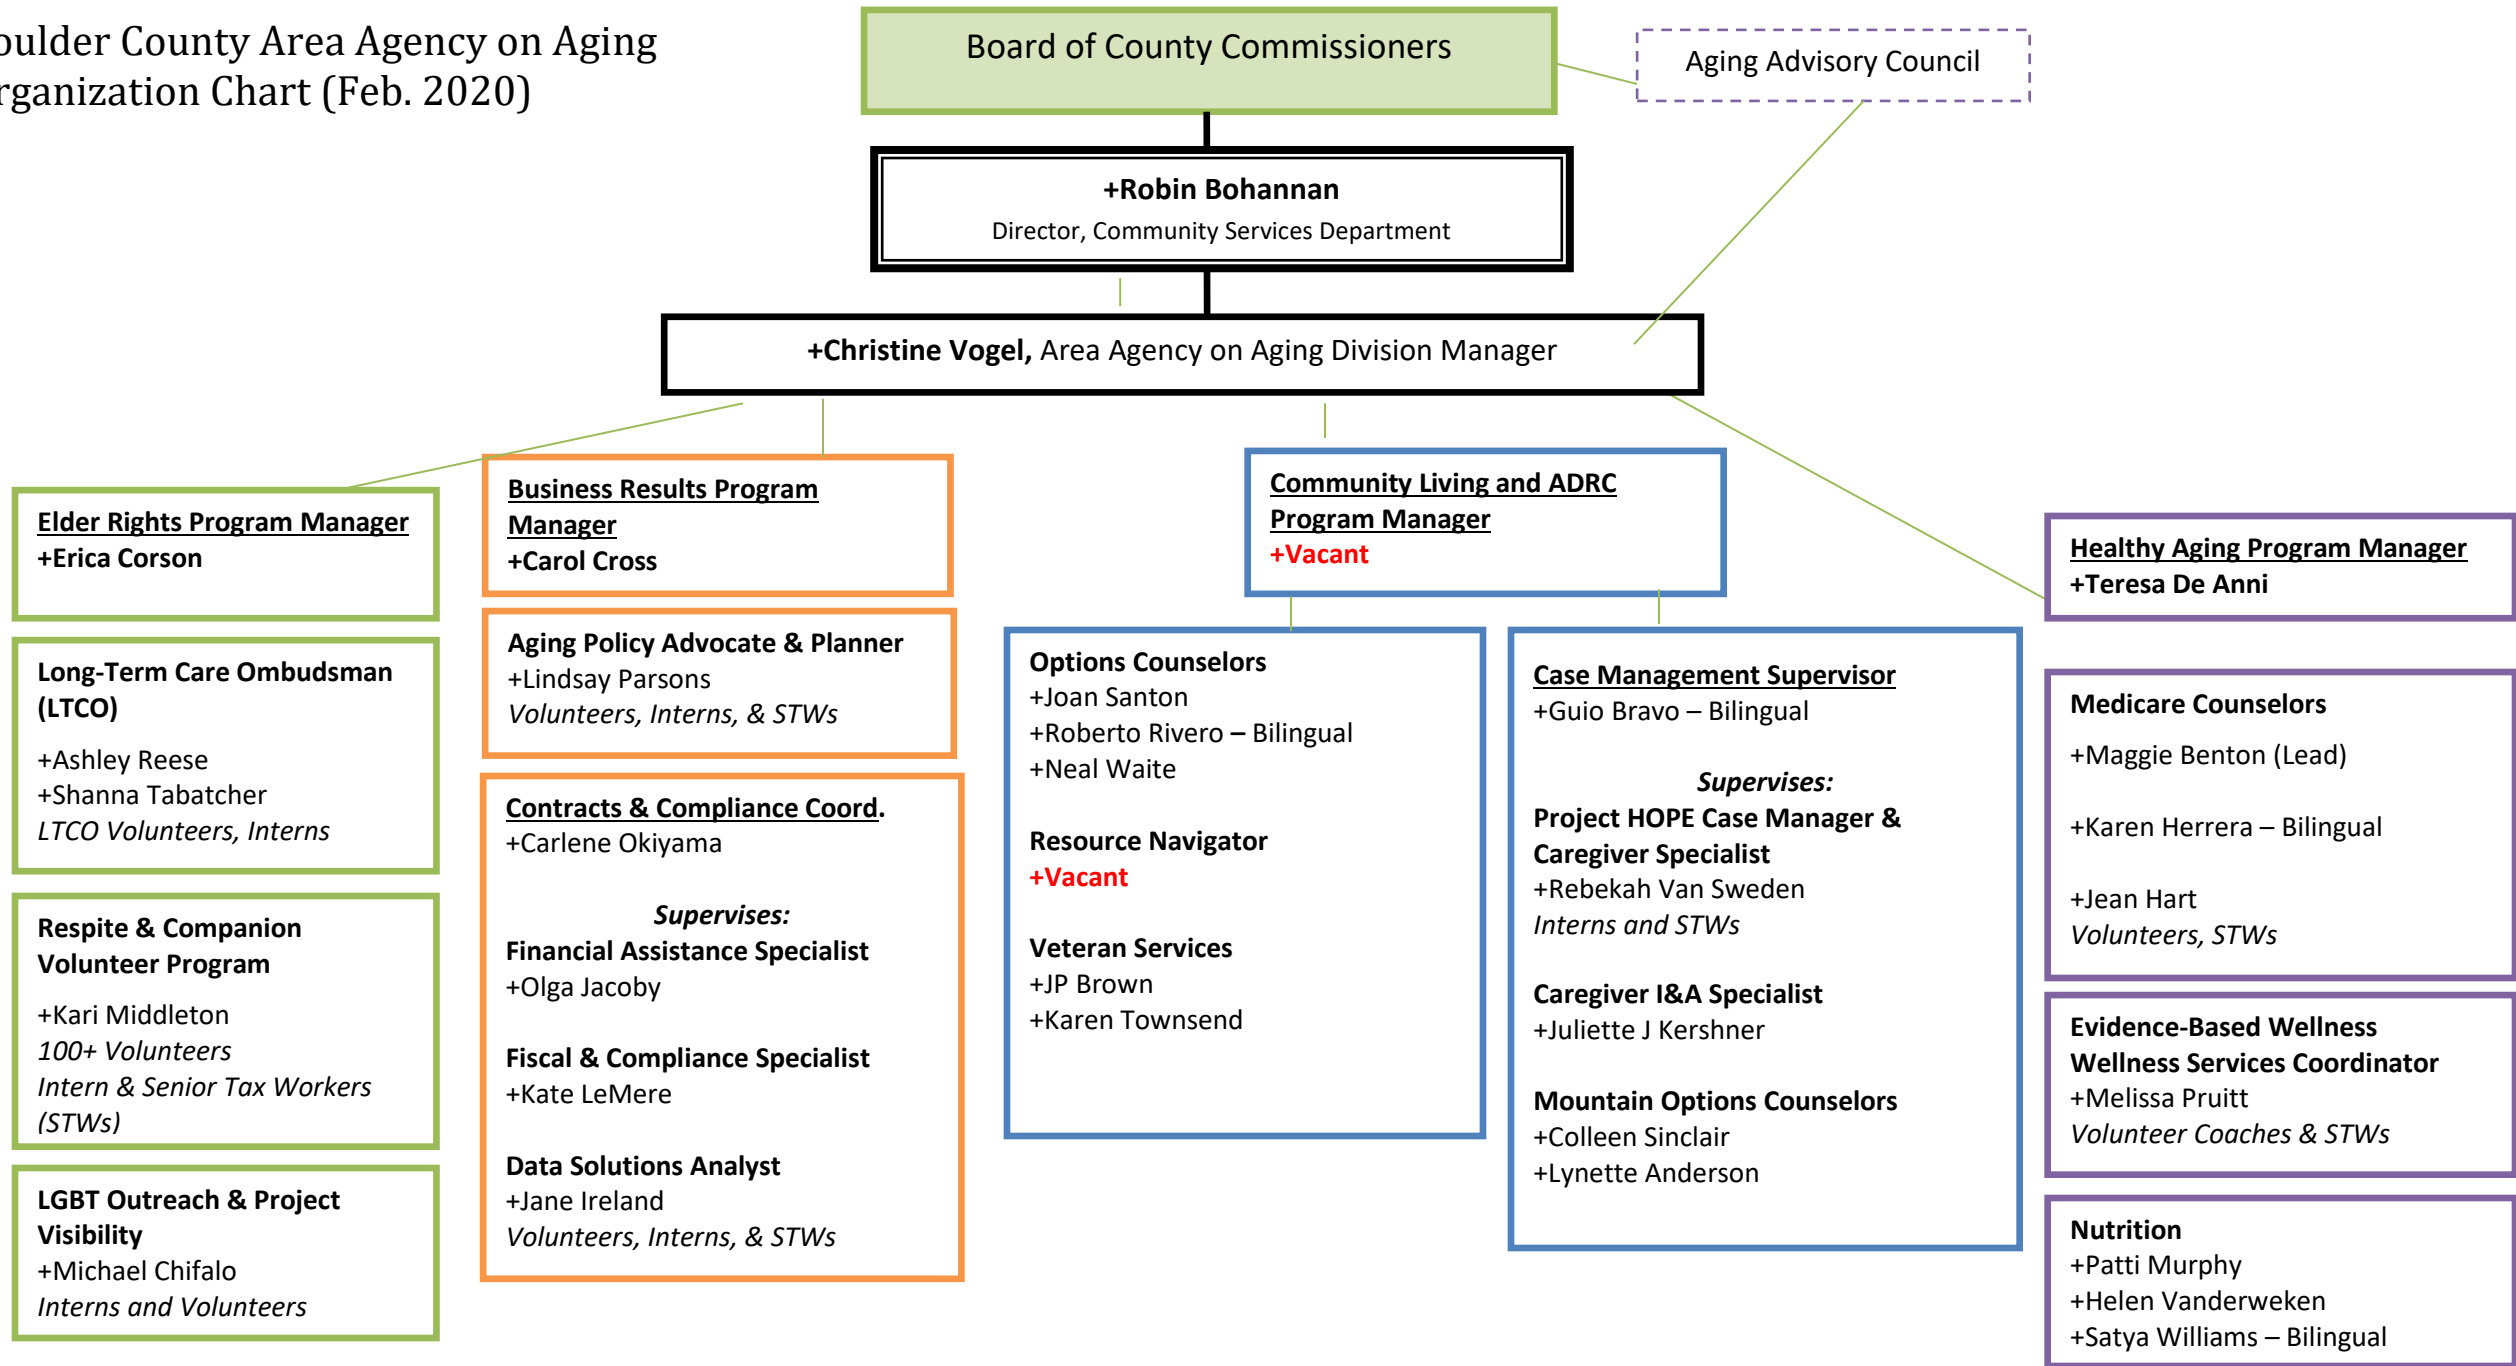 oulder County Area Agency on Aging
rganization Chart (Feb. 2020)
Board of County Commissioners
Aging Advisory Council
+Robin Bohannan
Director, Community Services Department
+Christine Vogel, Area Agency on Aging Division Manager
Elder Rights Program Manager
+Erica Corson
Long-Term Care Ombudsman
(LTCO)
+Ashley Reese
+Shanna Tabatcher
LTCO Volunteers, Interns
Respite & Companion
Volunteer Program
+Kari Middleton
100+ Volunteers
Intern & Senior Tax Workers
(STWs)
LGBT Outreach & Project
Visibility
+Michael Chifalo
Interns and Volunteers
Business Results Program
Manager
+Carol Cross
Aging Policy Advocate & Planner
+Lindsay Parsons
Volunteers, Interns, & STWs
Contracts & Compliance Coord.
+Carlene Okiyama
Supervises:
Financial Assistance Specialist
+Olga Jacoby
Fiscal & Compliance Specialist
+Kate LeMere
Data Solutions Analyst
+Jane Ireland
Volunteers, Interns, & STWs
Community Living and ADRC
Program Manager
+Vacant
Options Counselors
+Joan Santon
+Roberto Rivero – Bilingual
+Neal Waite
Resource Navigator
+Vacant
Veteran Services
+JP Brown
+Karen Townsend
Case Management Supervisor
+Guio Bravo – Bilingual
Supervises:
Project HOPE Case Manager &
Caregiver Specialist
+Rebekah Van Sweden
Interns and STWs
Caregiver I&A Specialist
+Juliette J Kershner
Mountain Options Counselors
+Colleen Sinclair
+Lynette Anderson
Healthy Aging Program Manager
+Teresa De Anni
Medicare Counselors
+Maggie Benton (Lead)
+Karen Herrera – Bilingual
+Jean Hart
Volunteers, STWs
Evidence-Based Wellness
Wellness Services Coordinator
+Melissa Pruitt
Volunteer Coaches & STWs
Nutrition
+Patti Murphy
+Helen Vanderweken
+Satya Williams – Bilingual